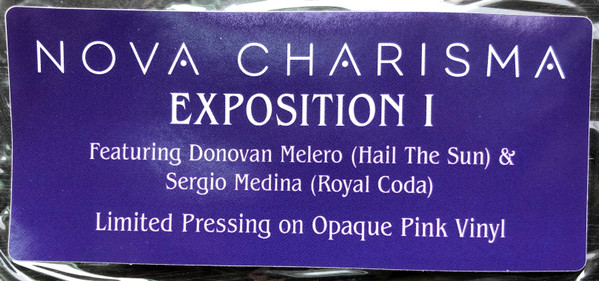 NOVA CHARISMA
EXPOSITION I
Featuring Donovan Melero (Hail The Sun) &
Sergio Medina (Royal Coda)
Limited Pressing on Opaque Pink Vinyl